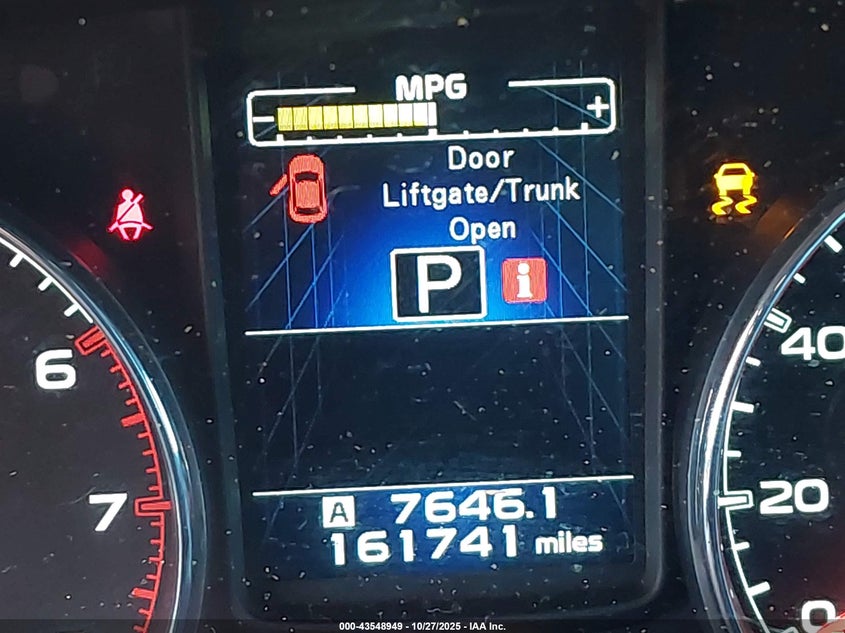 MPG
- +
Door
Liftgate/Trunk
Open
P i
6
7
40
20
0
A 7646.1
161741 miles
000-43548949 - 10/27/2025 - IAA Inc.